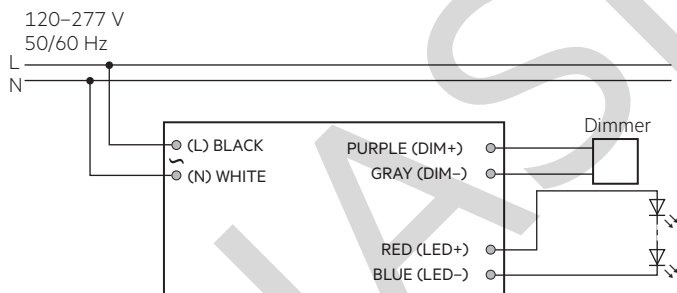 120–277 V
50/60 Hz
L
N
Dimmer
(L) BLACK
PURPLE (DIM+)
~
(N) WHITE
GRAY (DIM–)
RED (LED+)
BLUE (LED–)